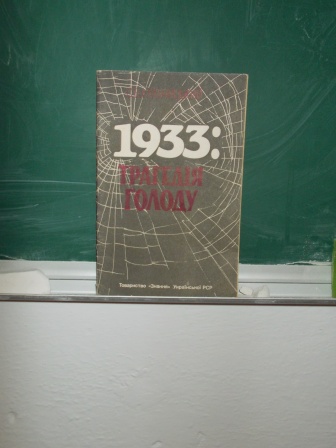 1933:
ТРАГЕДІЯ
ГОЛОДУ
Товариство «Знання» Української РСР